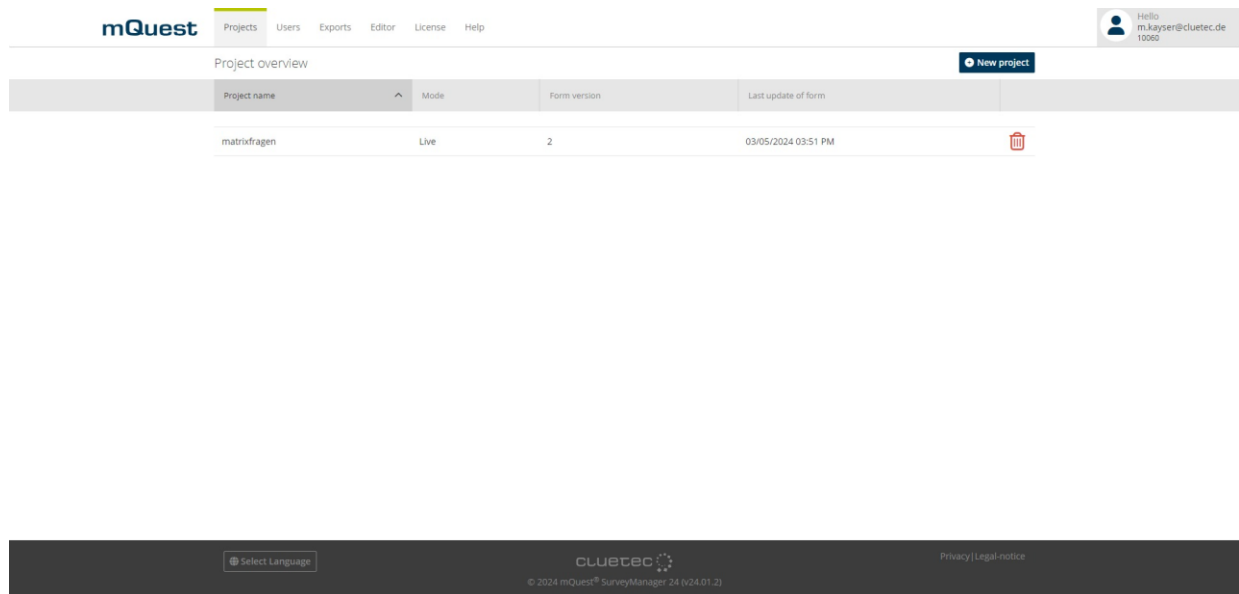 mQuest
Projects Users Exports Editor License Help
Hello
m.kayser@cluetec.de
10060
Project overview
New project
Project name Mode Form version Last update of form
matrixfragen Live 2 03/05/2024 03:51 PM
Select Language
cluetec
Privacy|Legal-notice
© 2024 mQuest® SurveyManager 24 (v24.01.2)